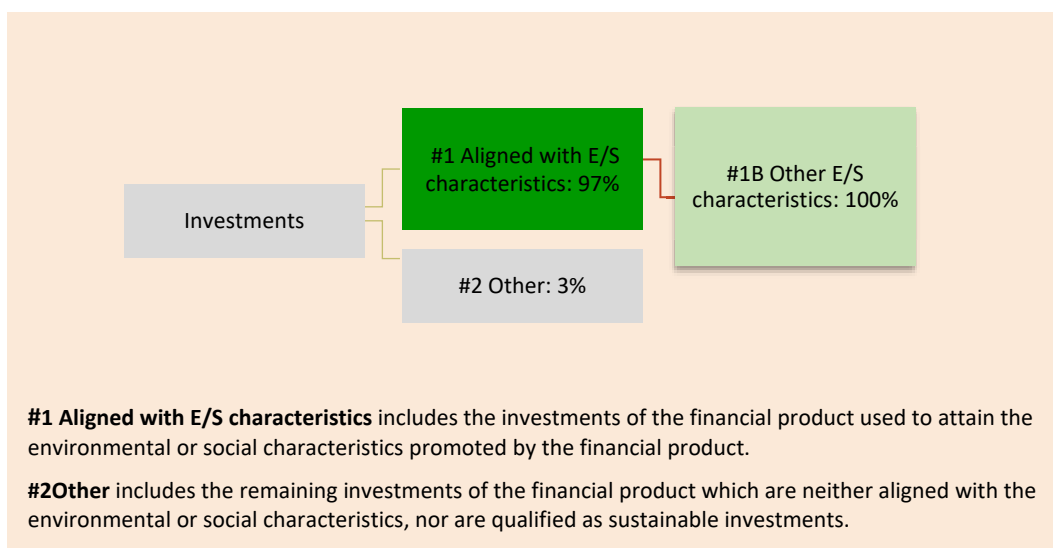 #1 Aligned with E/S
characteristics: 97%
#1B Other E/S
characteristics: 100%
Investments
#2 Other: 3%
#1 Aligned with E/S characteristics includes the investments of the financial product used to attain the
environmental or social characteristics promoted by the financial product.
#2Other includes the remaining investments of the financial product which are neither aligned with the
environmental or social characteristics, nor are qualified as sustainable investments.